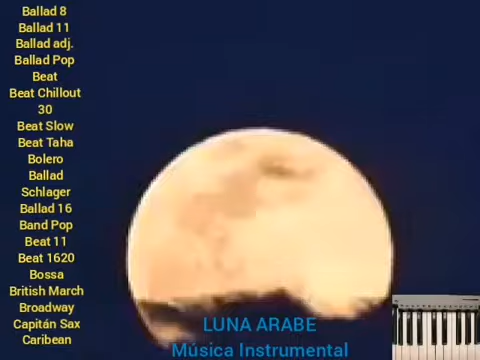 Ballad 8
Ballad 11
Ballad adj.
Ballad Pop
Beat
Beat Chillout
30
Beat Slow
Beat Taha
Bolero
Ballad
Schlager
Ballad 16
Band Pop
Beat 11
Beat 1620
Bossa
British March
Broadway
Capitán Sax
Caribean
LUNA ARABE
Música Instrumental